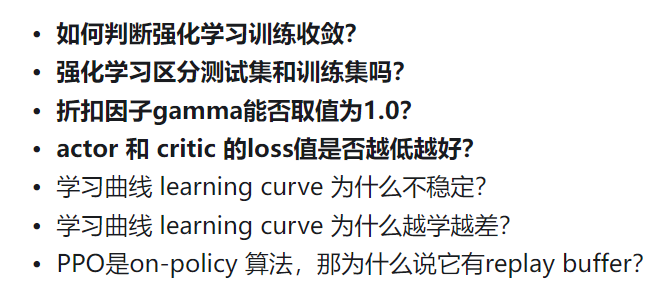 • 如何判断强化学习训练收敛？
• 强化学习区分测试集和训练集吗？
• 折扣因子gamma能否取值为1.0？
• actor 和 critic 的loss值是否越低越好？
• 学习曲线 learning curve 为什么不稳定？
• 学习曲线 learning curve 为什么越学越差？
• PPO是on-policy 算法，那为什么说它有replay buffer？